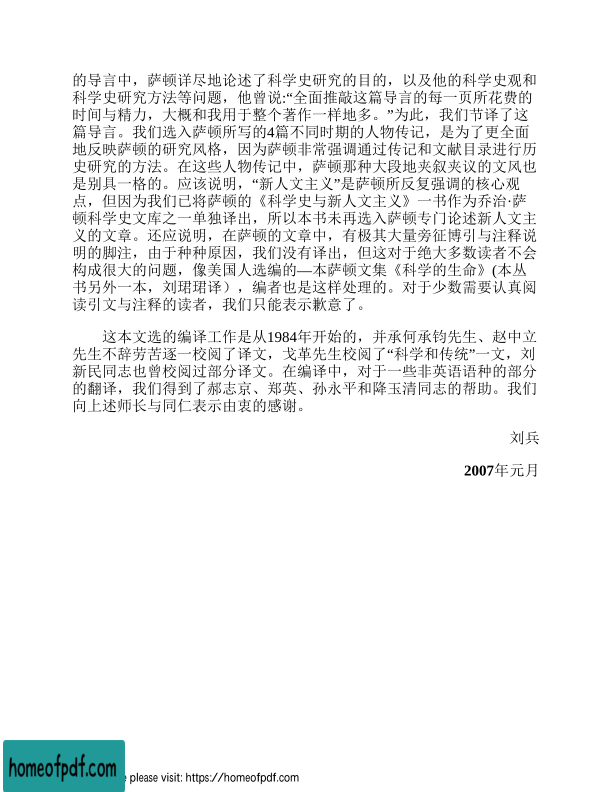 的导言中，萨顿详尽地论述了科学史研究的目的，以及他的科学史观和
科学史研究方法等问题，他曾说:“全面推敲这篇导言的每一页所花费的
时间与精力，大概和我用于整个著作一样地多。”为此，我们节译了这
篇导言。我们选入萨顿所写的4篇不同时期的人物传记，是为了更全面
地反映萨顿的研究风格，因为萨顿非常强调通过传记和文献目录进行历
史研究的方法。在这些人物传记中，萨顿那种大段地夹叙夹议的文风也
是别具一格的。应该说明，“新人文主义”是萨顿所反复强调的核心观
点，但因为我们已将萨顿的《科学史与新人文主义》一书作为乔治·萨
顿科学史文库之一单独译出，所以本书未再选入萨顿专门论述新人文主
义的文章。还应说明，在萨顿的文章中，有极其大量旁征博引与注释说
明的脚注，由于种种原因，我们没有译出，但这对于绝大多数读者不会
构成很大的问题，像美国人选编的—本萨顿文集《科学的生命》(本丛
书另外一本，刘珺珺译），编者也是这样处理的。对于少数需要认真阅
读引文与注释的读者，我们只能表示歉意了。
这本文选的编译工作是从1984年开始的，并承何承钧先生、赵中立
先生不辞劳苦逐一校阅了译文，戈革先生校阅了“科学和传统”一文，刘
新民同志也曾校阅过部分译文。在编译中，对于一些非英语语种的部分
的翻译，我们得到了郝志京、郑英、孙永平和降玉清同志的帮助。我们
向上述师长与同仁表示由衷的感谢。
刘兵
2007年元月
homeofpdf.com
e please visit: https://homeofpdf.com